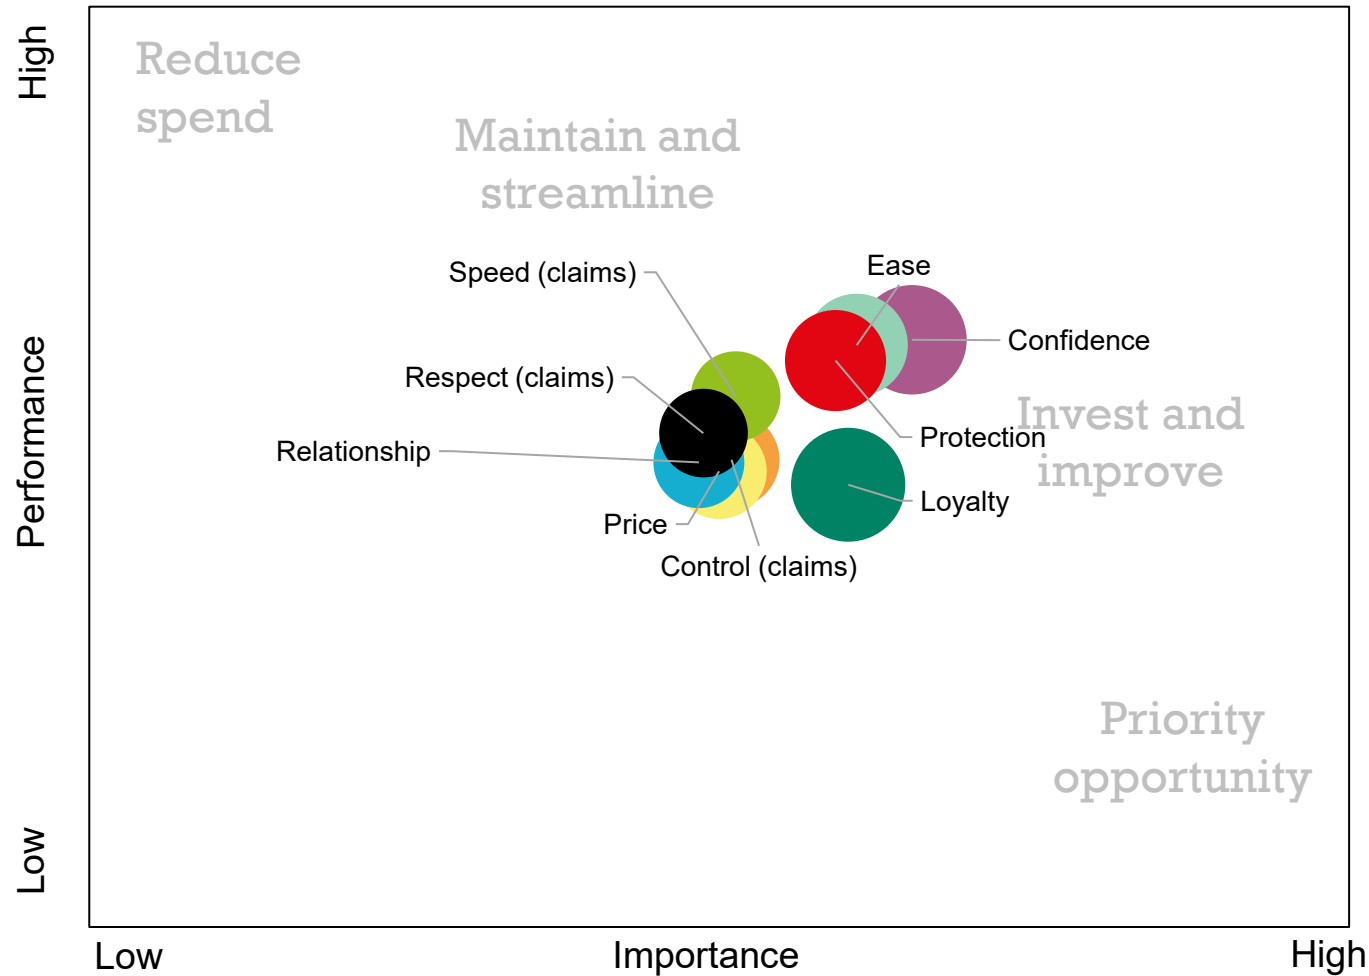 High
Reduce
spend
Maintain and
streamline
Speed (claims)
Ease
Confidence
Respect (claims)
Invest and
improve
Protection
Relationship
Performance
Loyalty
Price
Control (claims)
Priority
opportunity
Low
Low
Importance
High